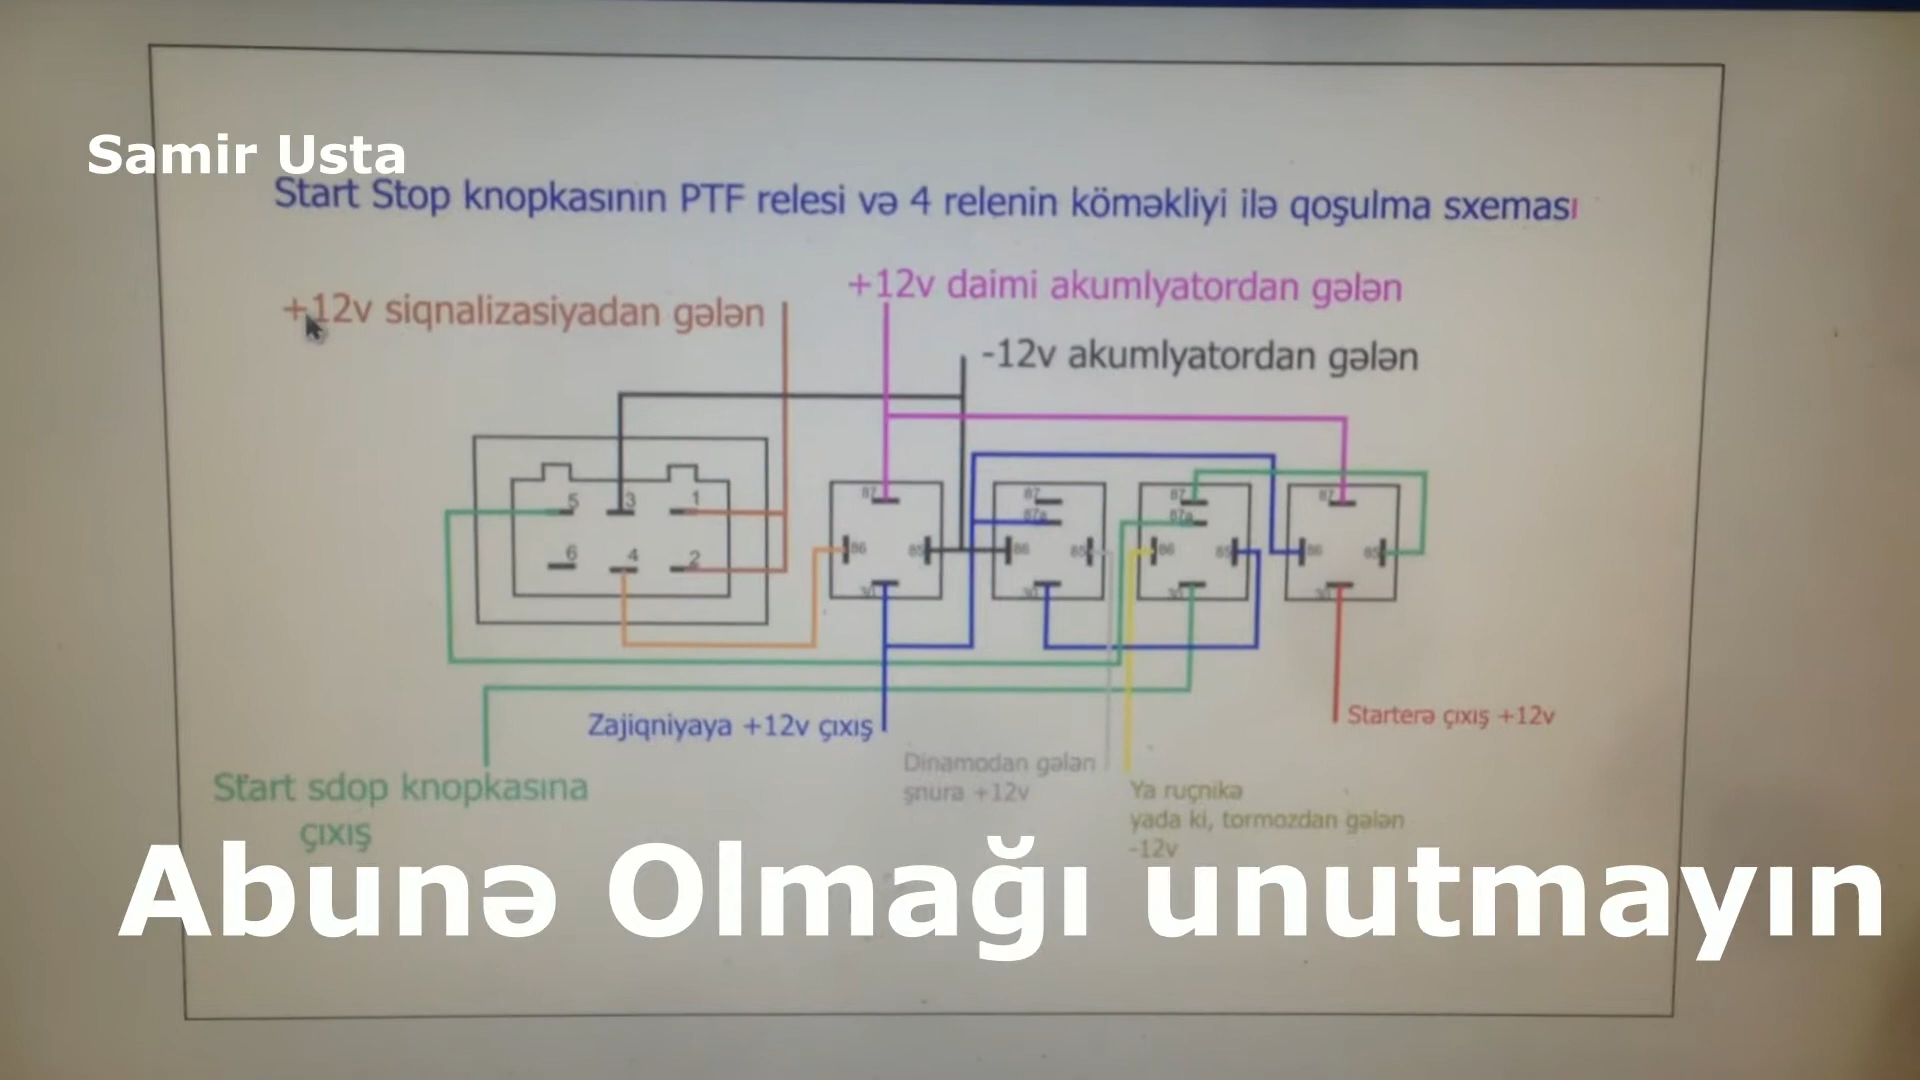 Samir Usta
Start Stop knopkasının PTF relesi və 4 relenin köməkliyi ilə qoşulma sxeması
+12v siqnalizasiyadan gələn
+12v daimi akumlyatordan gələn
-12v akumlyatordan gələn
5 3 1
6 4 2
87
86 85
30
87
87a
86 85
30
87
87a
86 85
30
87
86 85
30
Zajiqniyaya +12v çıxış
Starterə çıxış +12v
Dinamodan gələn
şnura +12v
Ya ruçnikə
yada ki, tormozdan gələn
-12v
Start sdop knopkasına
çıxış
Abunə Olmağı unutmayın